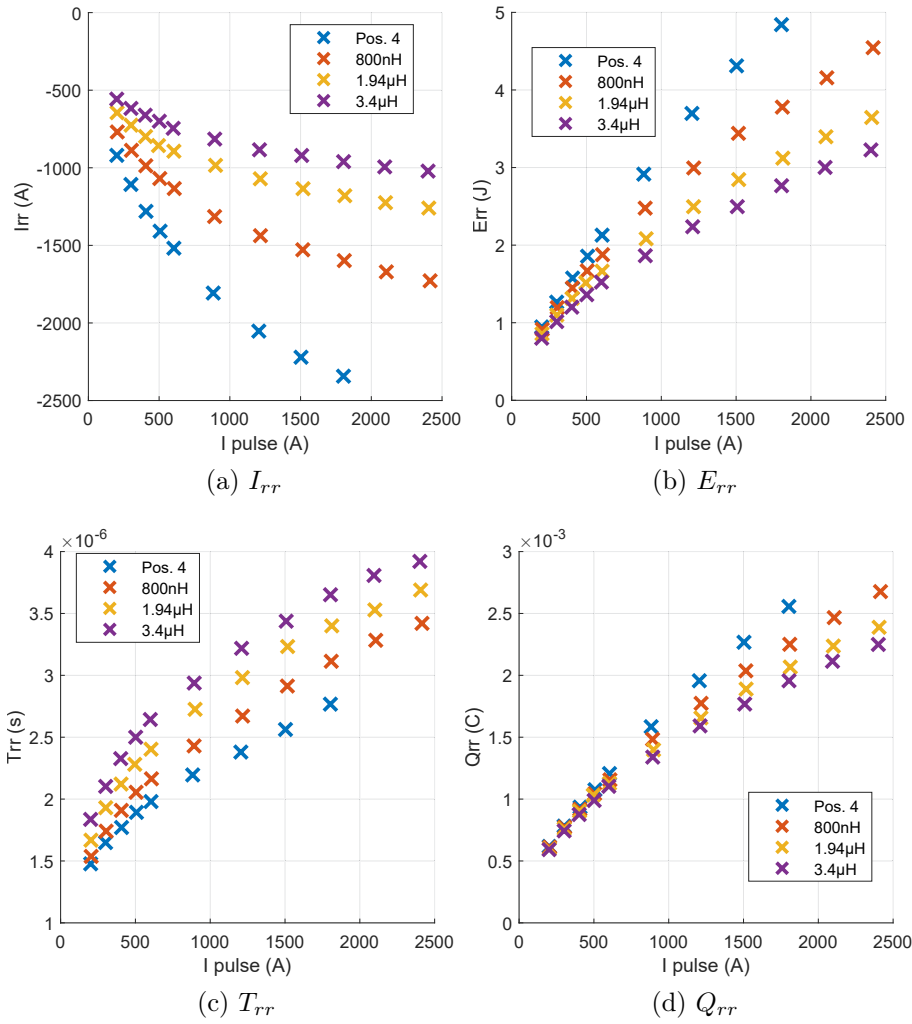 0
-500
-1000
-1500
-2000
-2500
Irr (A)
0 500 1000 1500 2000 2500
I pulse (A)
Pos. 4
800nH
1.94μH
3.4μH
(a) I_rr
5
4
3
2
1
0
Err (J)
0 500 1000 1500 2000 2500
I pulse (A)
Pos. 4
800nH
1.94μH
3.4μH
(b) E_rr
×10^-6
4
3.5
3
2.5
2
1.5
1
Trr (s)
0 500 1000 1500 2000 2500
I pulse (A)
Pos. 4
800nH
1.94μH
3.4μH
(c) T_rr
×10^-3
3
2.5
2
1.5
1
0.5
0
Qrr (C)
0 500 1000 1500 2000 2500
I pulse (A)
Pos. 4
800nH
1.94μH
3.4μH
(d) Q_rr